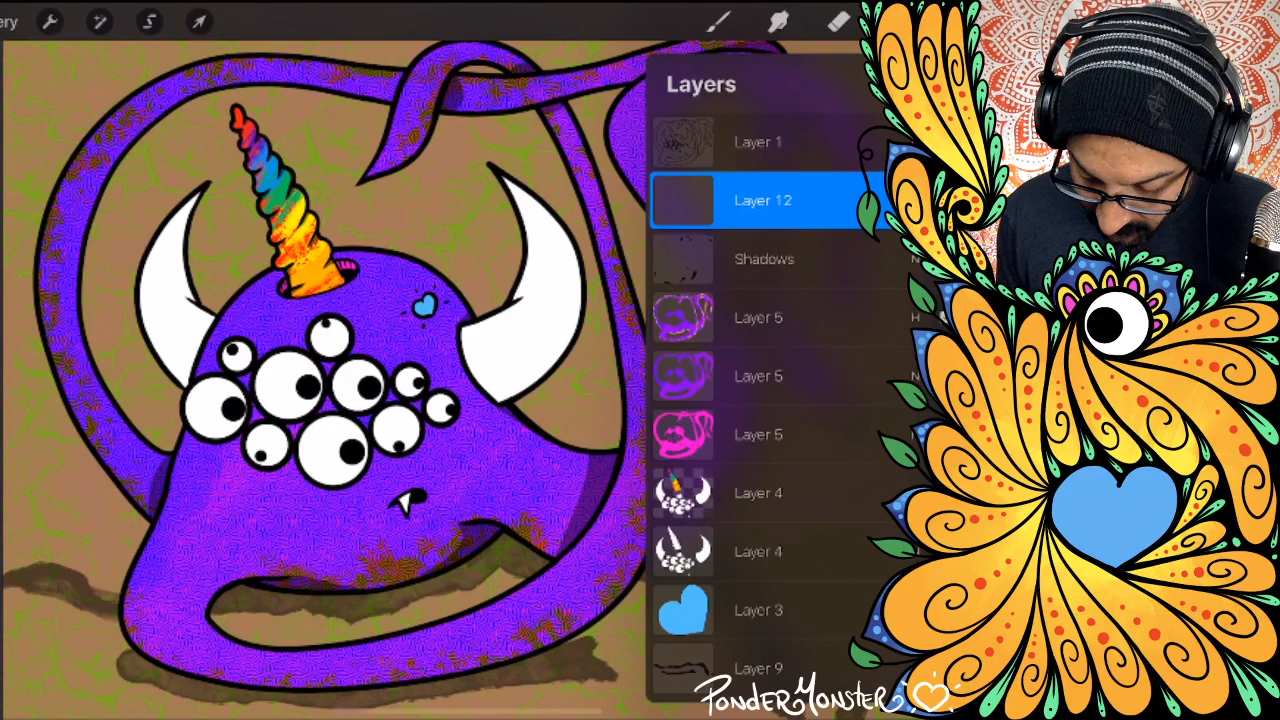 ery
Layers
Layer 1
Layer 12
Shadows
N
Layer 5
H
Layer 5
N
Layer 5
Layer 4
Layer 4
Layer 3
Layer 9
PONDERMONSTER